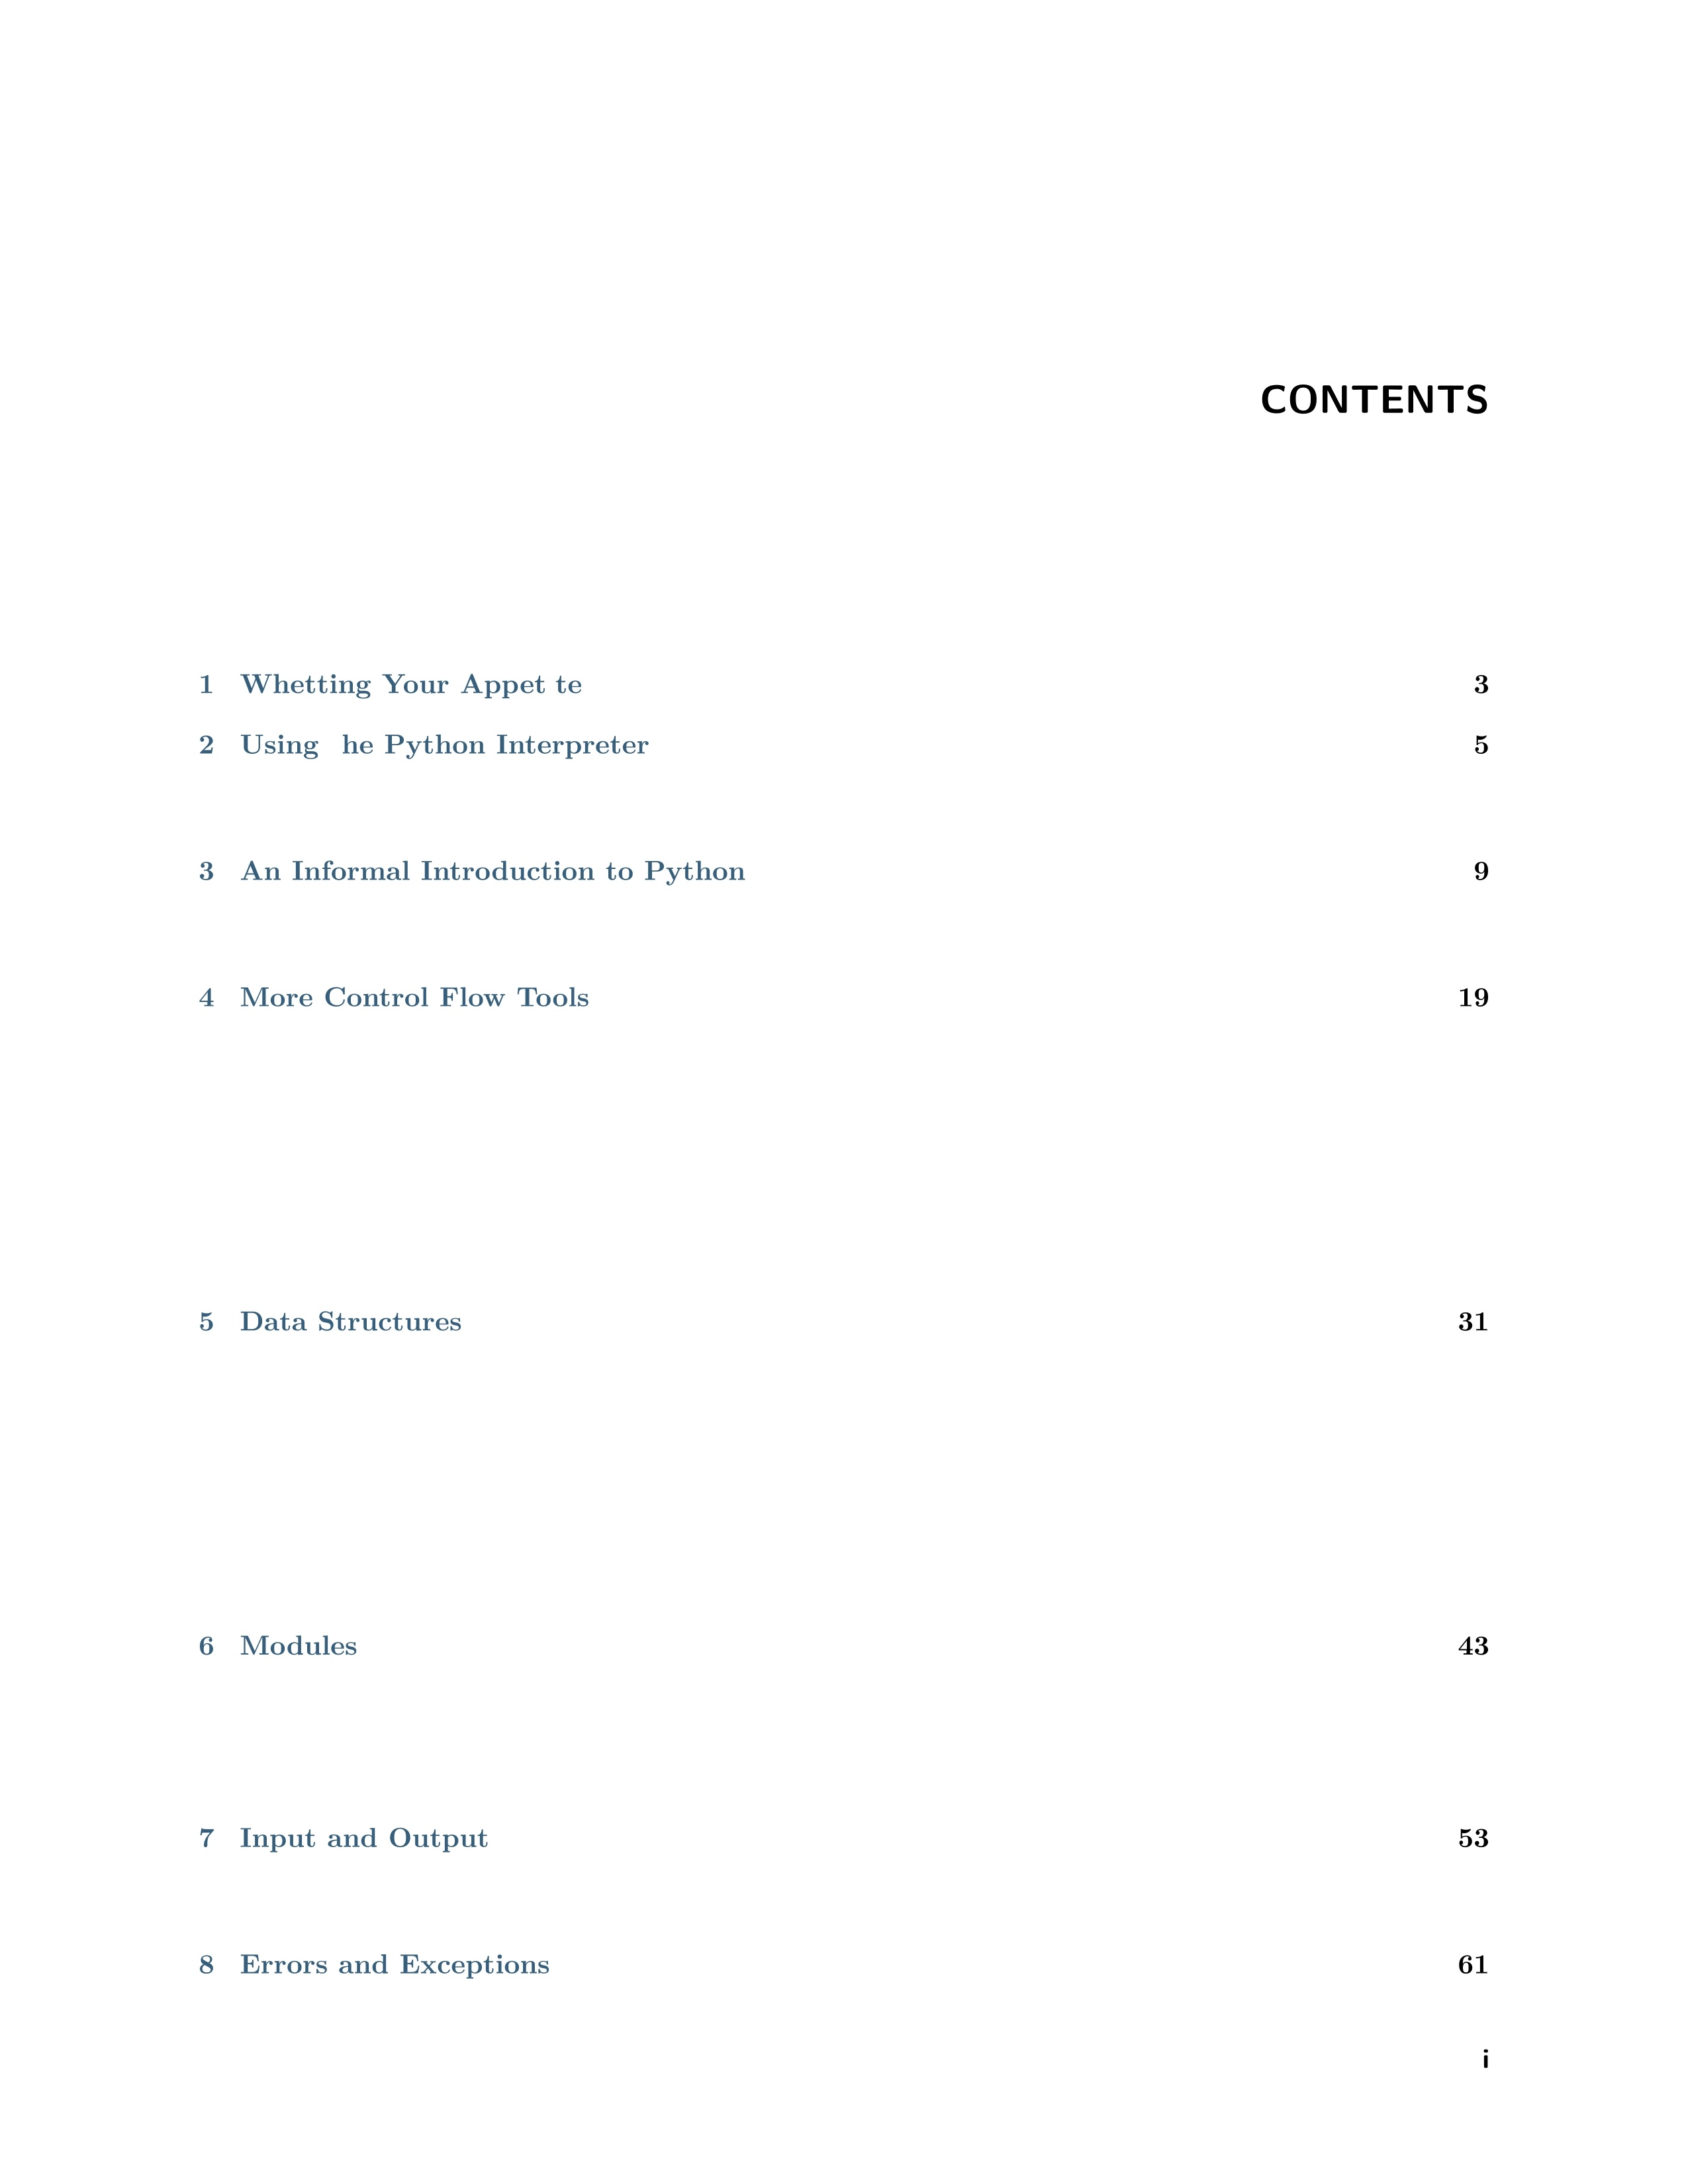 CONTENTS
1 Whetting Your Appet te 3
2 Using he Python Interpreter 5
3 An Informal Introduction to Python 9
4 More Control Flow Tools 19
5 Data Structures 31
6 Modules 43
7 Input and Output 53
8 Errors and Exceptions 61
i